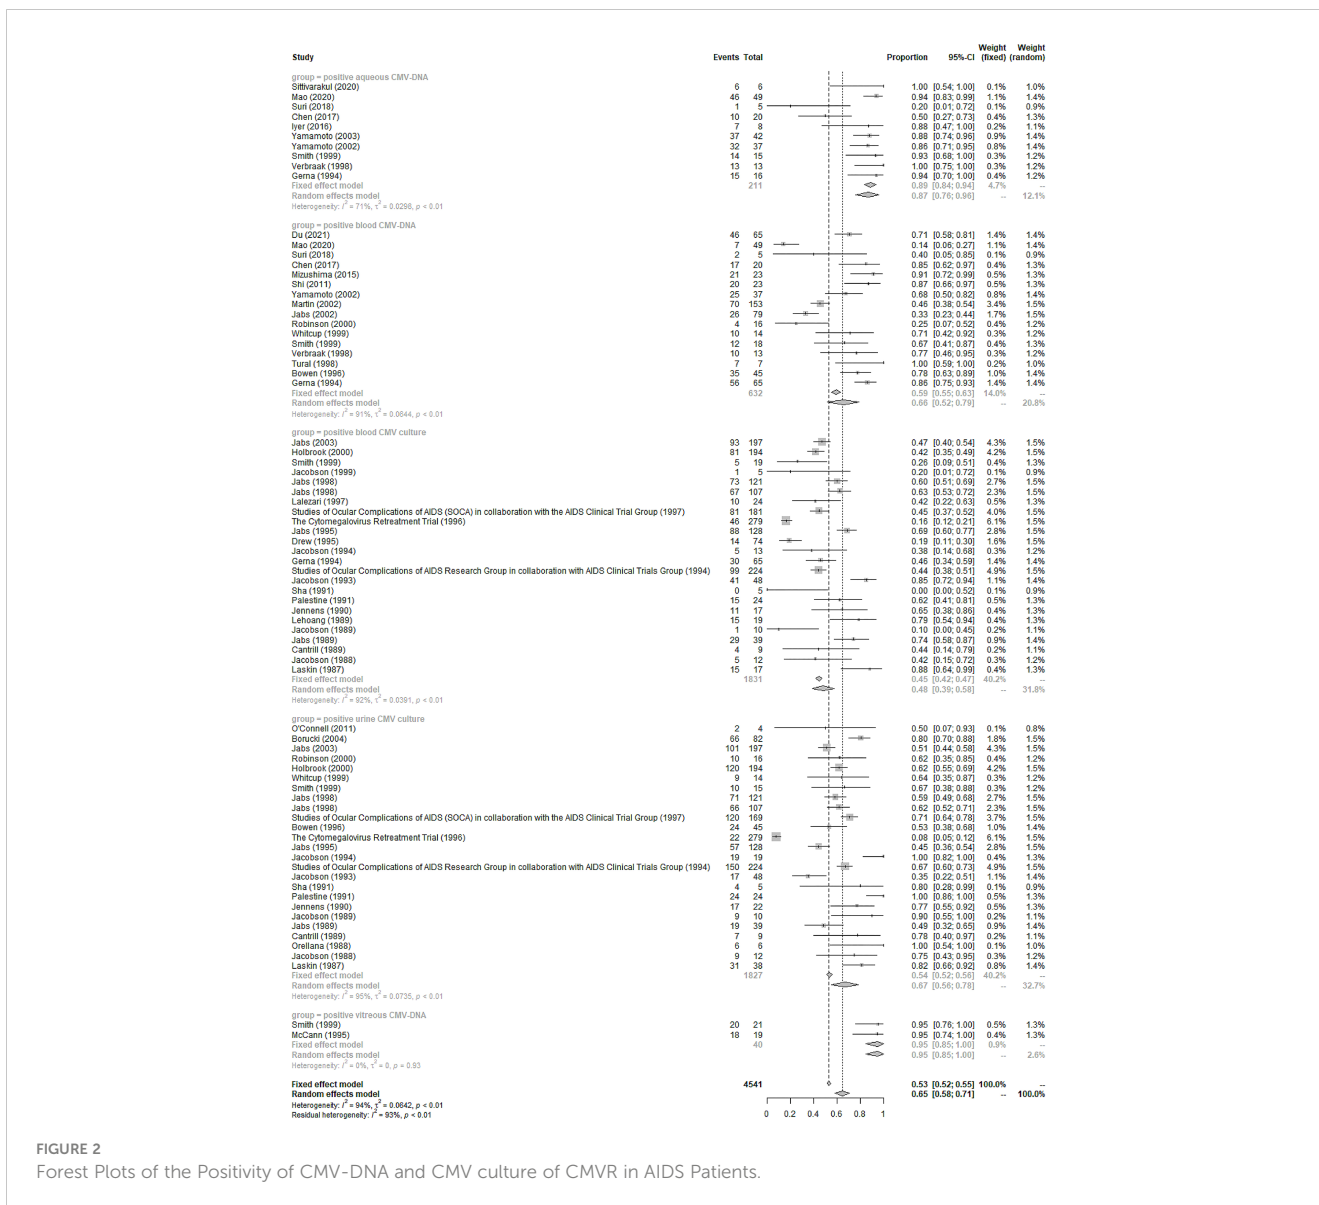 Study Events Total Proportion 95%-CI Weight (fixed) Weight (random)
group = positive aqueous CMV-DNA
Sittivarakul (2020) 6 6 1.00 [0.54; 1.00] 0.1% 1.0%
Mao (2020) 46 49 0.94 [0.83; 0.99] 1.1% 1.4%
Suri (2018) 1 5 0.20 [0.01; 0.72] 0.1% 0.9%
Chen (2017) 10 20 0.50 [0.27; 0.73] 0.4% 1.3%
Iyer (2016) 7 8 0.88 [0.47; 1.00] 0.2% 1.1%
Yamamoto (2003) 37 42 0.88 [0.74; 0.96] 0.9% 1.4%
Yamamoto (2002) 32 37 0.86 [0.71; 0.95] 0.8% 1.4%
Smith (1999) 14 15 0.93 [0.68; 1.00] 0.3% 1.2%
Verbraak (1998) 13 13 1.00 [0.75; 1.00] 0.3% 1.2%
Gerna (1994) 15 16 0.94 [0.70; 1.00] 0.4% 1.2%
Fixed effect model 211 0.89 [0.84; 0.94] 4.7% --
Random effects model 0.87 [0.76; 0.96] -- 12.1%
Heterogeneity: I² = 71%, τ² = 0.0296, p < 0.01
group = positive blood CMV-DNA
Du (2021) 46 65 0.71 [0.58; 0.81] 1.4% 1.4%
Mao (2020) 7 49 0.14 [0.06; 0.27] 1.1% 1.4%
Suri (2018) 2 5 0.40 [0.05; 0.85] 0.1% 0.9%
Chen (2017) 17 20 0.85 [0.62; 0.97] 0.4% 1.3%
Mizushima (2015) 21 23 0.91 [0.72; 0.99] 0.5% 1.3%
Shi (2011) 20 23 0.87 [0.66; 0.97] 0.5% 1.3%
Yamamoto (2002) 25 37 0.68 [0.50; 0.82] 0.8% 1.4%
Martin (2002) 70 153 0.46 [0.38; 0.54] 3.4% 1.5%
Jabs (2002) 26 79 0.33 [0.23; 0.44] 1.7% 1.5%
Robinson (2000) 4 16 0.25 [0.07; 0.52] 0.4% 1.2%
Whitcup (1999) 10 14 0.71 [0.42; 0.92] 0.3% 1.2%
Smith (1999) 12 18 0.67 [0.41; 0.87] 0.4% 1.3%
Verbraak (1998) 10 13 0.77 [0.46; 0.95] 0.3% 1.2%
Tural (1998) 7 7 1.00 [0.59; 1.00] 0.2% 1.0%
Bowen (1996) 35 45 0.78 [0.63; 0.89] 1.0% 1.4%
Gerna (1994) 56 65 0.86 [0.75; 0.93] 1.4% 1.4%
Fixed effect model 632 0.59 [0.55; 0.63] 14.0% --
Random effects model 0.66 [0.52; 0.79] -- 20.8%
Heterogeneity: I² = 91%, τ² = 0.0644, p < 0.01
group = positive blood CMV culture
Jabs (2003) 93 197 0.47 [0.40; 0.54] 4.3% 1.5%
Holbrook (2000) 81 194 0.42 [0.35; 0.49] 4.2% 1.5%
Smith (1999) 5 19 0.26 [0.09; 0.51] 0.4% 1.3%
Jacobson (1999) 1 5 0.20 [0.01; 0.72] 0.1% 0.9%
Jabs (1998) 73 121 0.60 [0.51; 0.69] 2.7% 1.5%
Jabs (1998) 67 107 0.63 [0.53; 0.72] 2.3% 1.5%
Lalezari (1997) 10 24 0.42 [0.22; 0.63] 0.5% 1.3%
Studies of Ocular Complications of AIDS (SOCA) in collaboration with the AIDS Clinical Trial Group (1997) 81 181 0.45 [0.37; 0.52] 4.0% 1.5%
The Cytomegalovirus Retreatment Trial (1996) 46 279 0.16 [0.12; 0.21] 6.1% 1.5%
Jabs (1995) 88 128 0.69 [0.60; 0.77] 2.8% 1.5%
Drew (1995) 14 74 0.19 [0.11; 0.30] 1.6% 1.5%
Jacobson (1994) 5 13 0.38 [0.14; 0.68] 0.3% 1.2%
Gerna (1994) 30 65 0.46 [0.34; 0.59] 1.4% 1.4%
Studies of Ocular Complications of AIDS Research Group in collaboration with AIDS Clinical Trials Group (1994) 99 224 0.44 [0.38; 0.51] 4.9% 1.5%
Jacobson (1993) 41 48 0.85 [0.72; 0.94] 1.1% 1.4%
Sha (1991) 0 5 0.00 [0.00; 0.52] 0.1% 0.9%
Palestine (1991) 15 24 0.62 [0.41; 0.81] 0.5% 1.3%
Jennens (1990) 11 17 0.65 [0.38; 0.86] 0.4% 1.3%
Lehoang (1989) 15 19 0.79 [0.54; 0.94] 0.4% 1.3%
Jacobson (1989) 1 10 0.10 [0.00; 0.45] 0.2% 1.1%
Jabs (1989) 29 39 0.74 [0.58; 0.87] 0.9% 1.4%
Cantrill (1989) 4 9 0.44 [0.14; 0.79] 0.2% 1.1%
Jacobson (1988) 5 12 0.42 [0.15; 0.72] 0.3% 1.2%
Laskin (1987) 15 17 0.88 [0.64; 0.99] 0.4% 1.3%
Fixed effect model 1831 0.45 [0.42; 0.47] 40.2% --
Random effects model 0.48 [0.39; 0.58] -- 31.8%
Heterogeneity: I² = 92%, τ² = 0.0391, p < 0.01
group = positive urine CMV culture
O'Connell (2011) 2 4 0.50 [0.07; 0.93] 0.1% 0.8%
Borucki (2004) 66 82 0.80 [0.70; 0.88] 1.8% 1.5%
Jabs (2003) 101 197 0.51 [0.44; 0.58] 4.3% 1.5%
Robinson (2000) 10 16 0.62 [0.35; 0.85] 0.4% 1.2%
Holbrook (2000) 120 194 0.62 [0.55; 0.69] 4.2% 1.5%
Whitcup (1999) 9 14 0.64 [0.35; 0.87] 0.3% 1.2%
Smith (1999) 10 15 0.67 [0.38; 0.88] 0.3% 1.2%
Jabs (1998) 71 121 0.59 [0.49; 0.68] 2.7% 1.5%
Jabs (1998) 66 107 0.62 [0.52; 0.71] 2.3% 1.5%
Studies of Ocular Complications of AIDS (SOCA) in collaboration with the AIDS Clinical Trial Group (1997) 120 169 0.71 [0.64; 0.78] 3.7% 1.5%
Bowen (1996) 24 45 0.53 [0.38; 0.68] 1.0% 1.4%
The Cytomegalovirus Retreatment Trial (1996) 22 279 0.08 [0.05; 0.12] 6.1% 1.5%
Jabs (1995) 57 128 0.45 [0.36; 0.54] 2.8% 1.5%
Jacobson (1994) 19 19 1.00 [0.82; 1.00] 0.4% 1.3%
Studies of Ocular Complications of AIDS Research Group in collaboration with AIDS Clinical Trials Group (1994) 150 224 0.67 [0.60; 0.73] 4.9% 1.5%
Jacobson (1993) 17 48 0.35 [0.22; 0.51] 1.1% 1.4%
Sha (1991) 4 5 0.80 [0.28; 0.99] 0.1% 0.9%
Palestine (1991) 24 24 1.00 [0.86; 1.00] 0.5% 1.3%
Jennens (1990) 17 22 0.77 [0.55; 0.92] 0.5% 1.3%
Jacobson (1989) 9 10 0.90 [0.55; 1.00] 0.2% 1.1%
Jabs (1989) 19 39 0.49 [0.32; 0.65] 0.9% 1.4%
Cantrill (1989) 7 9 0.78 [0.40; 0.97] 0.2% 1.1%
Orellana (1988) 6 6 1.00 [0.54; 1.00] 0.1% 1.0%
Jacobson (1988) 9 12 0.75 [0.43; 0.95] 0.3% 1.2%
Laskin (1987) 31 38 0.82 [0.66; 0.92] 0.8% 1.4%
Fixed effect model 1827 0.54 [0.52; 0.56] 40.2% --
Random effects model 0.67 [0.56; 0.78] -- 32.7%
Heterogeneity: I² = 95%, τ² = 0.0735, p < 0.01
group = positive vitreous CMV-DNA
Smith (1999) 20 21 0.95 [0.76; 1.00] 0.5% 1.3%
McCann (1995) 18 19 0.95 [0.74; 1.00] 0.4% 1.3%
Fixed effect model 40 0.95 [0.85; 1.00] 0.9% --
Random effects model 0.95 [0.85; 1.00] -- 2.6%
Heterogeneity: I² = 0%, τ² = 0, p = 0.93
Fixed effect model 4541 0.53 [0.52; 0.55] 100.0% --
Random effects model 0.65 [0.58; 0.71] -- 100.0%
Heterogeneity: I² = 94%, τ² = 0.0642, p < 0.01
Residual heterogeneity: I² = 93%, p < 0.01
0 0.2 0.4 0.6 0.8 1
FIGURE 2
Forest Plots of the Positivity of CMV-DNA and CMV culture of CMVR in AIDS Patients.